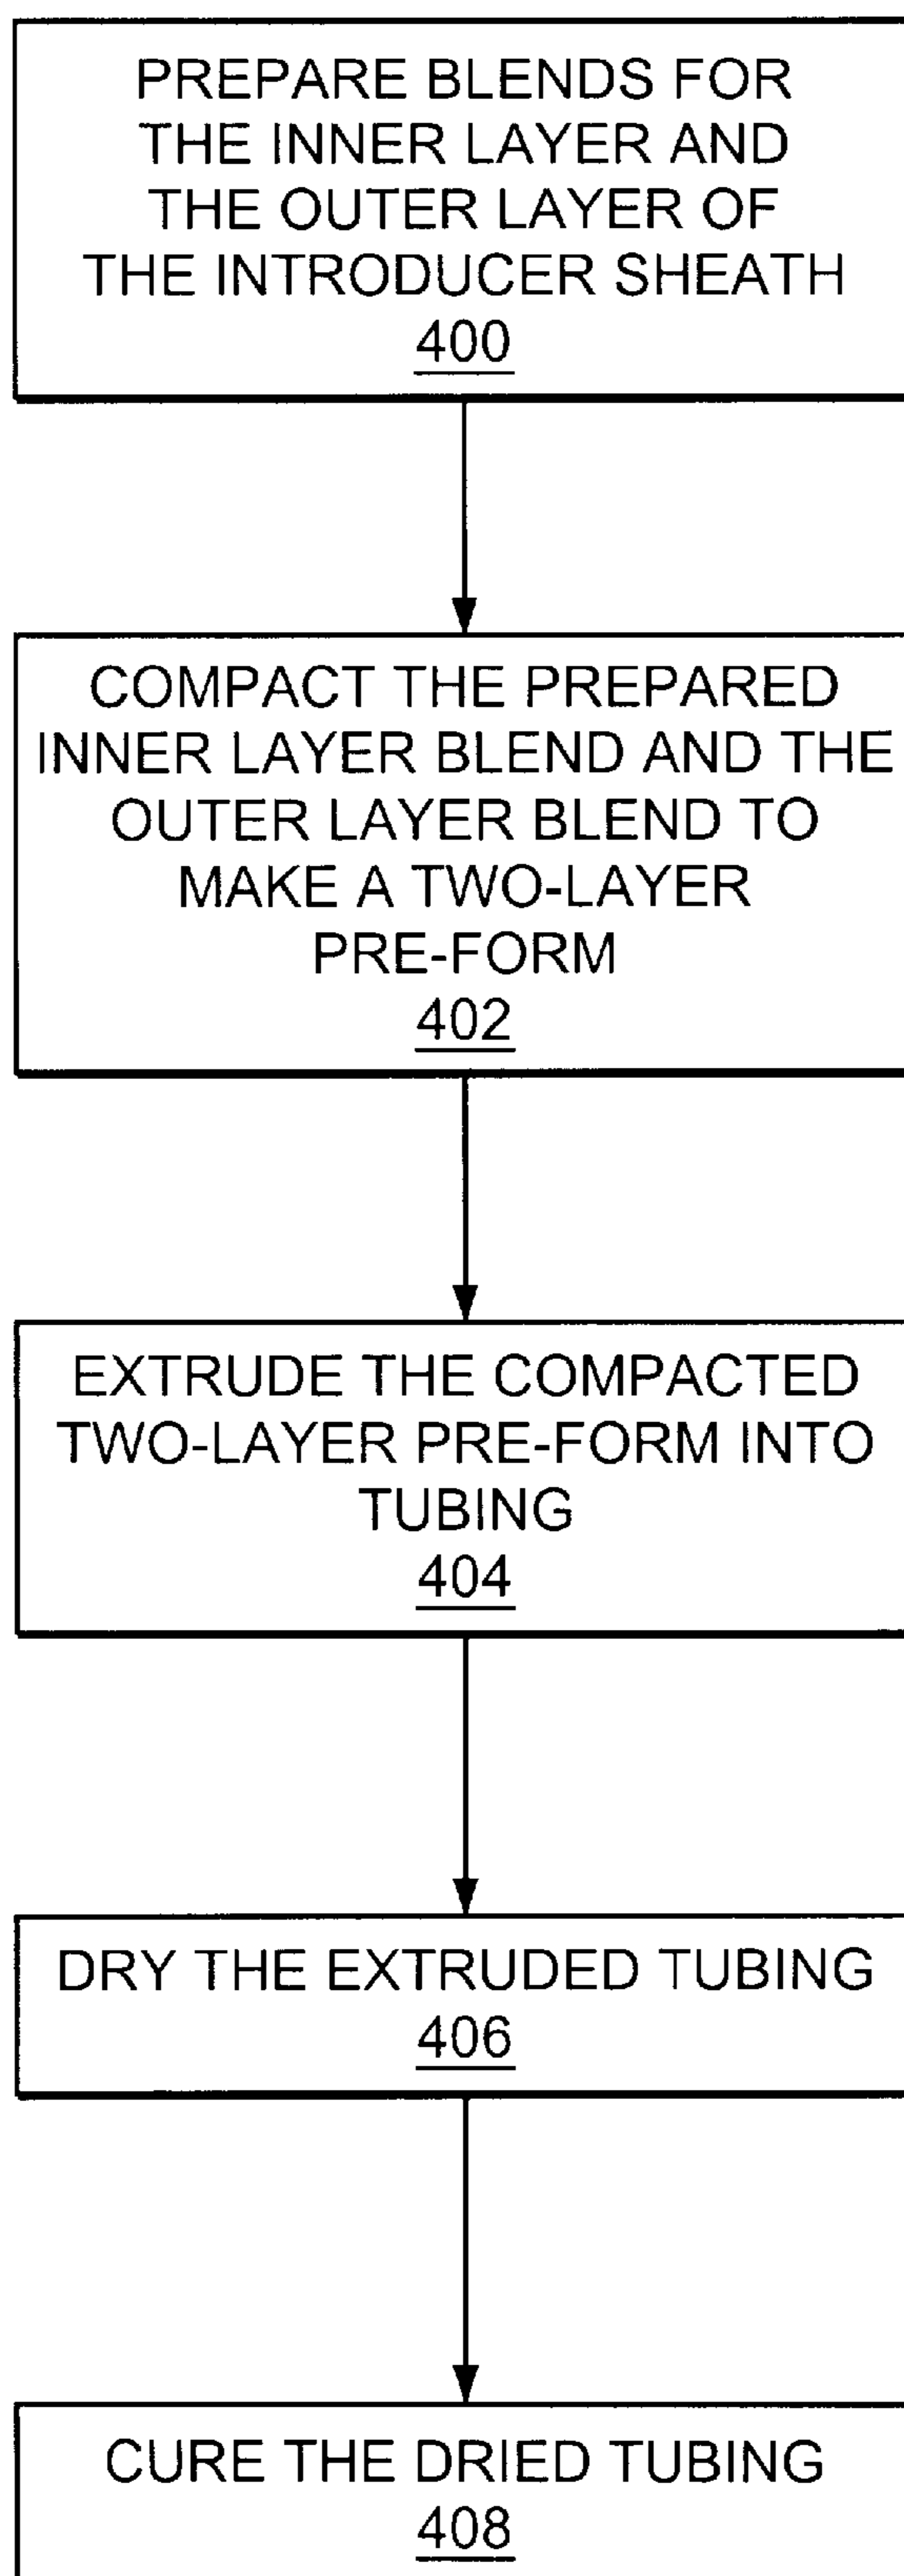 PREPARE BLENDS FOR
THE INNER LAYER AND
THE OUTER LAYER OF
THE INTRODUCER SHEATH
400
COMPACT THE PREPARED
INNER LAYER BLEND AND THE
OUTER LAYER BLEND TO
MAKE A TWO-LAYER
PRE-FORM
402
EXTRUDE THE COMPACTED
TWO-LAYER PRE-FORM INTO
TUBING
404
DRY THE EXTRUDED TUBING
406
CURE THE DRIED TUBING
408